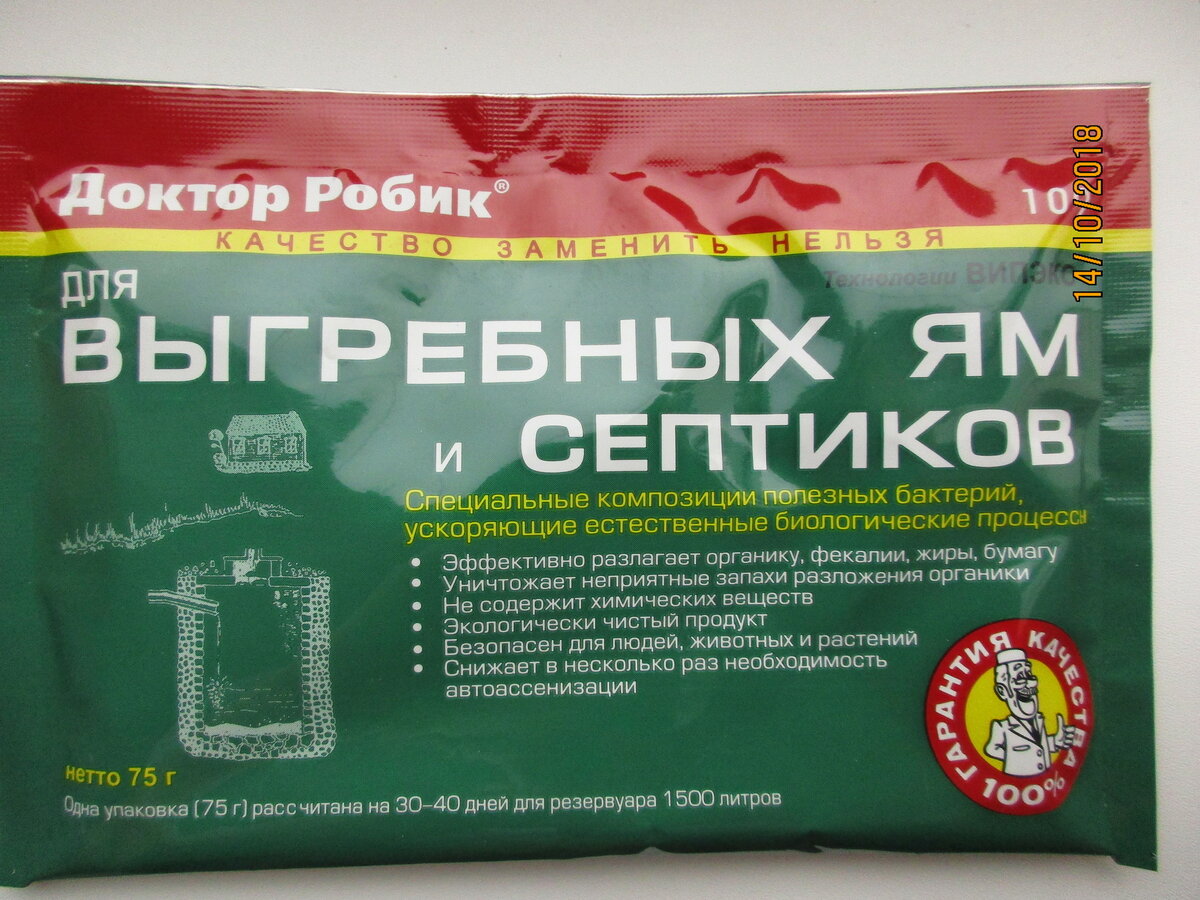 Доктор Робик®
10
14/10/2018
КАЧЕСТВО ЗАМЕНИТЬ НЕЛЬЗЯ
Технологии ВИПЭКО
для
ВЫГРЕБНЫХ ЯМ
и СЕПТИКОВ
Специальные композиции полезных бактерий,
ускоряющие естественные биологические процессы
• Эффективно разлагает органику, фекалии, жиры, бумагу
• Уничтожает неприятные запахи разложения органики
• Не содержит химических веществ
• Экологически чистый продукт
• Безопасен для людей, животных и растений
• Снижает в несколько раз необходимость
автоассенизации
ГАРАНТИЯ КАЧЕСТВА
100%
нетто 75 г
Одна упаковка (75 г) рассчитана на 30–40 дней для резервуара 1500 литров